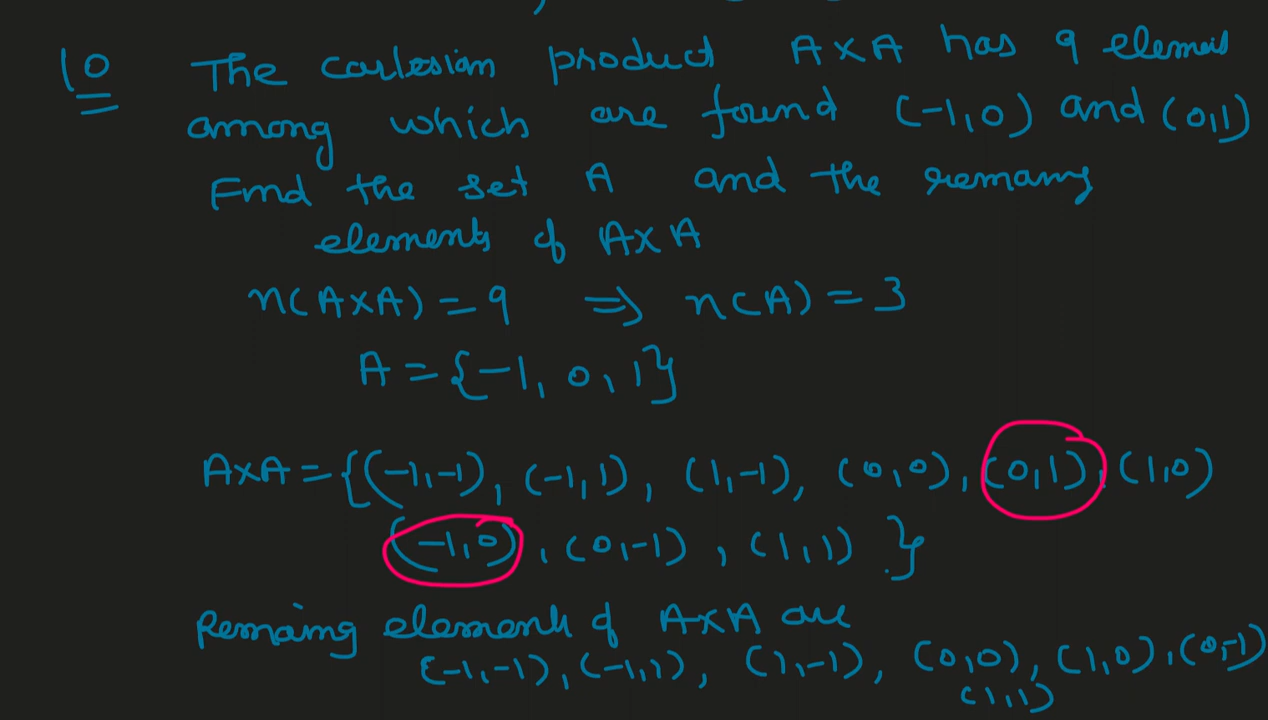 10 The cartesian product A×A has 9 elements
among which are found (-1,0) and (0,1)
Find the set A and the remaining
elements of A×A
n(A×A)=9 ⇒ n(A)=3
A={-1, 0, 1}
A×A={(-1,-1), (-1,1), (1,-1), (0,0), (0,1), (1,0)
(-1,0), (0,-1), (1,1) }
Remaing elements of A×A are
(-1,-1), (-1,1), (1,-1), (0,0), (1,0), (0,-1)
(1,1)